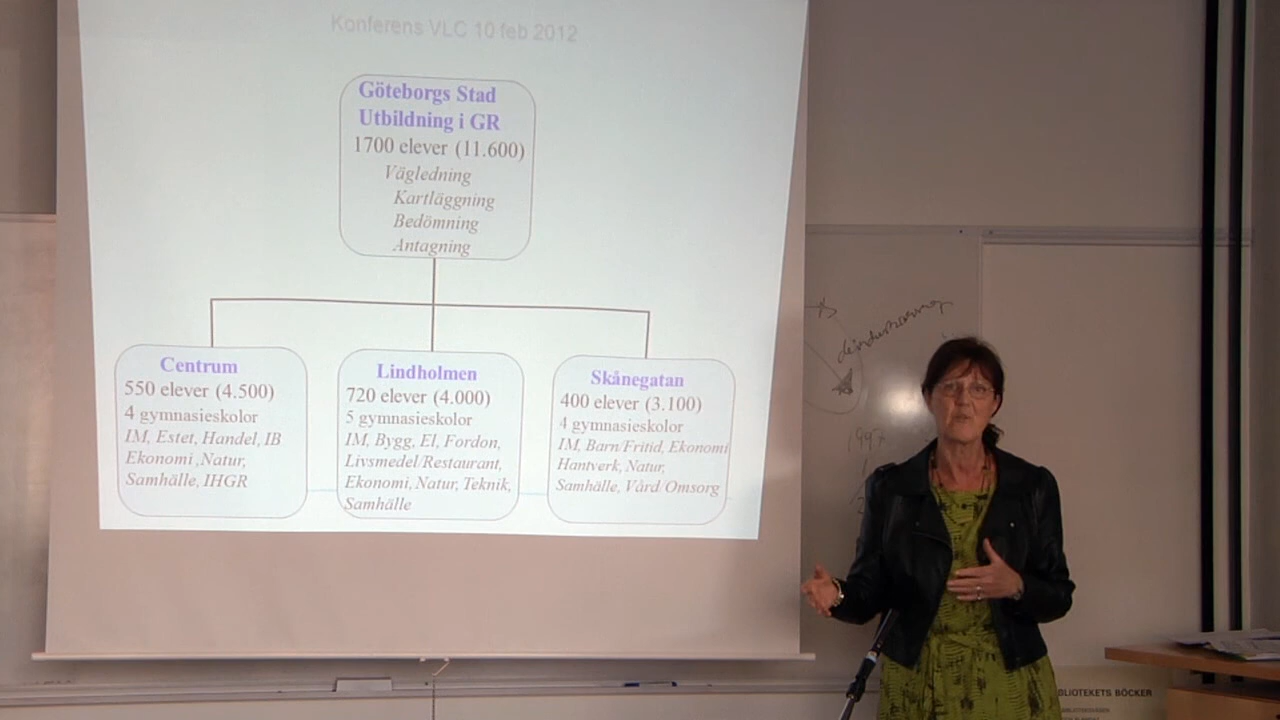 Konferens VLC 10 feb 2012
Göteborgs Stad
Utbildning i GR
1700 elever (11.600)
Vägledning
Kartläggning
Bedömning
Antagning
Centrum
550 elever (4.500)
4 gymnasieskolor
IM, Estet, Handel, IB
Ekonomi ,Natur,
Samhälle, IHGR
Lindholmen
720 elever (4.000)
5 gymnasieskolor
IM, Bygg, El, Fordon,
Livsmedel/Restaurant,
Ekonomi, Natur, Teknik,
Samhälle
Skånegatan
400 elever (3.100)
4 gymnasieskolor
IM, Barn/Fritid, Ekonomi
Hantverk, Natur,
Samhälle, Vård/Omsorg
BLIOTEKETS BÖCKER